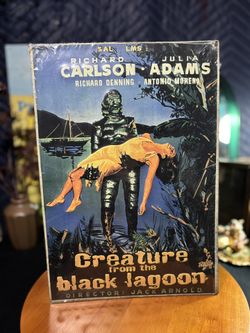 RICHARD JULIA
CARLSON · ADAMS
RICHARD DENNING ANTONIO MORENO
Creature
from the
black lagoon
DIRECTOR: JACK ARNOLD